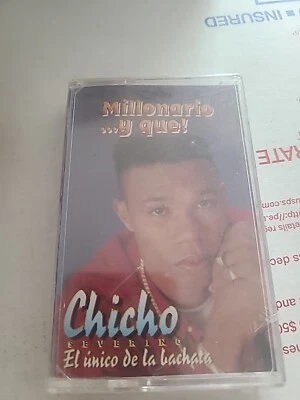 INSURED
Millonario
...y que!
RATE
usps.com
Chicho
SEVERINO
El único de la bachata